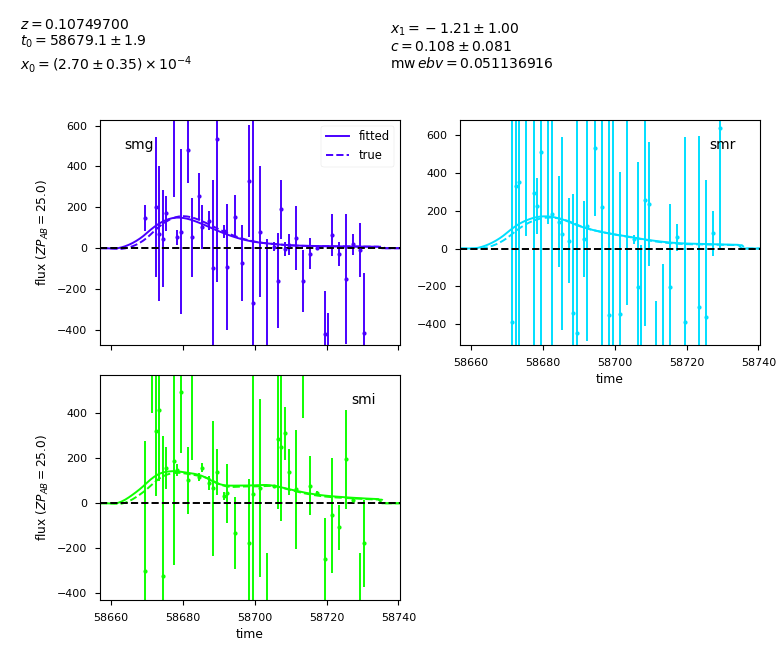 z = 0.10749700
t₀ = 58679.1 ± 1.9
x₀ = (2.70 ± 0.35) × 10⁻⁴
x₁ = −1.21 ± 1.00
c = 0.108 ± 0.081
mw ebv = 0.051136916
smg
fitted
true
600
400
200
0
−200
−400
flux (ZP_AB = 25.0)
smr
600
400
200
0
−200
−400
58660 58680 58700 58720 58740
time
smi
400
200
0
−200
−400
flux (ZP_AB = 25.0)
58660 58680 58700 58720 58740
time